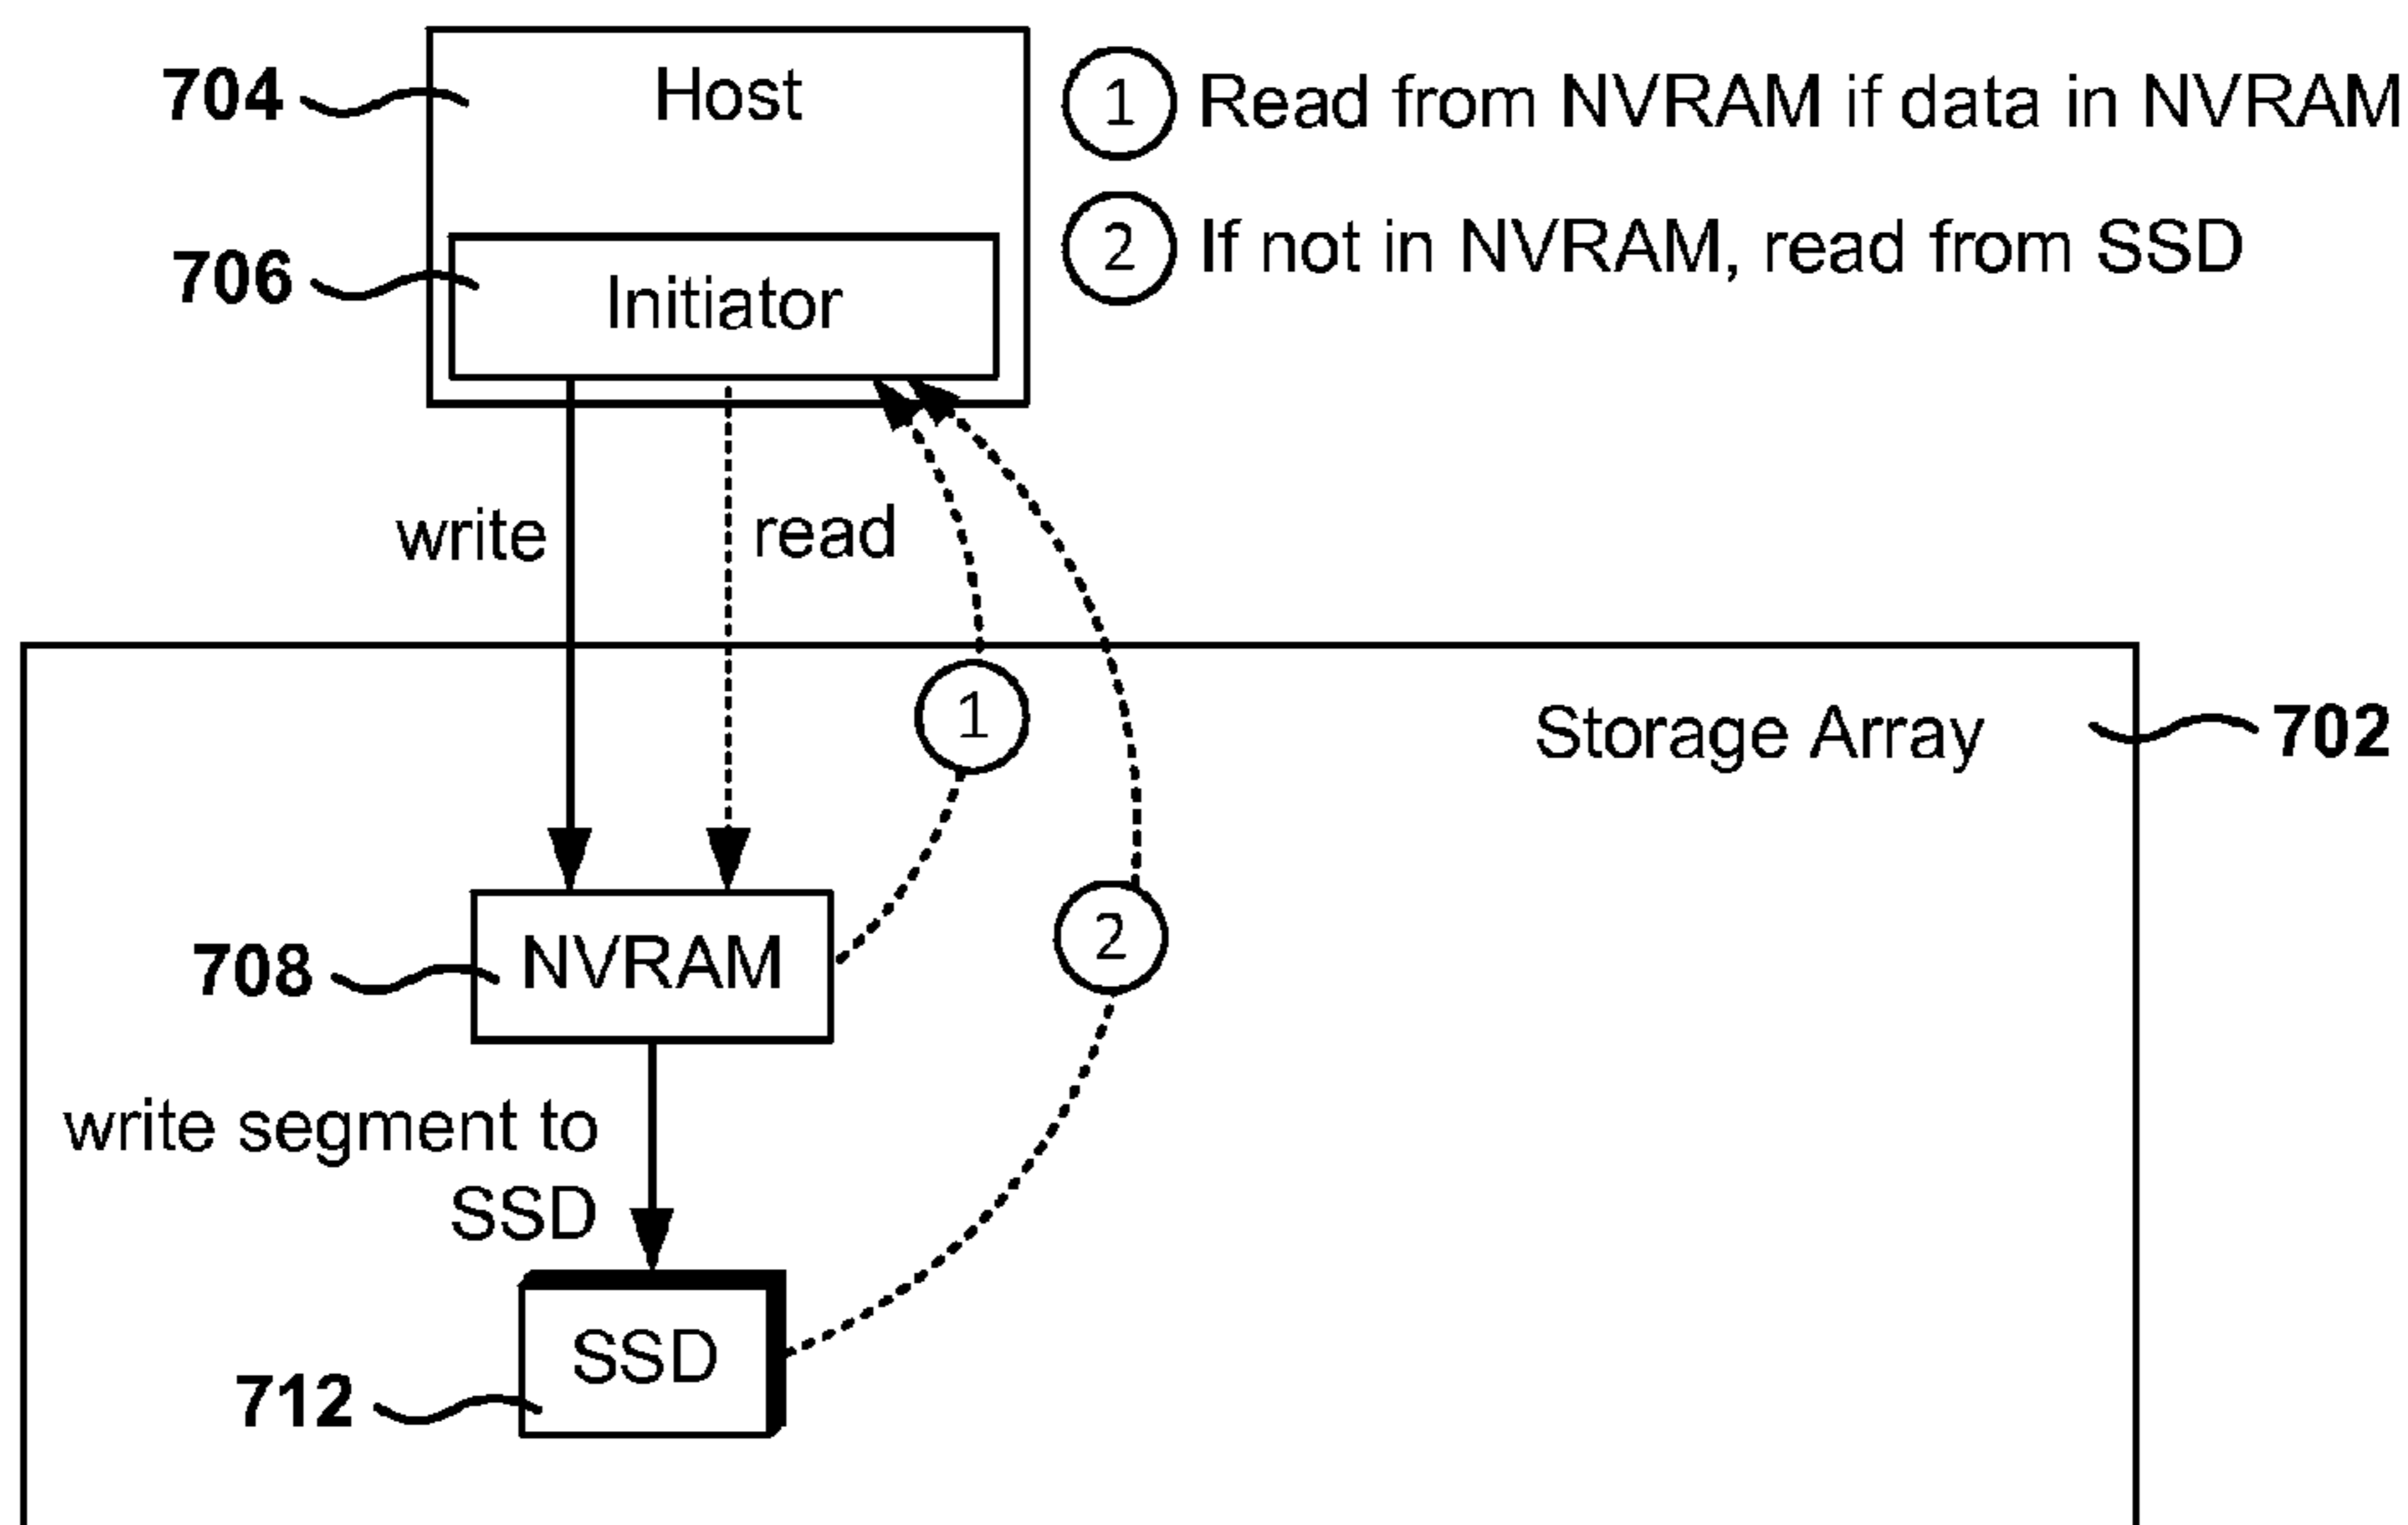 704
Host
① Read from NVRAM if data in NVRAM
② If not in NVRAM, read from SSD
706
Initiator
write
read
1
Storage Array
702
2
708
NVRAM
write segment to
SSD
SSD
712